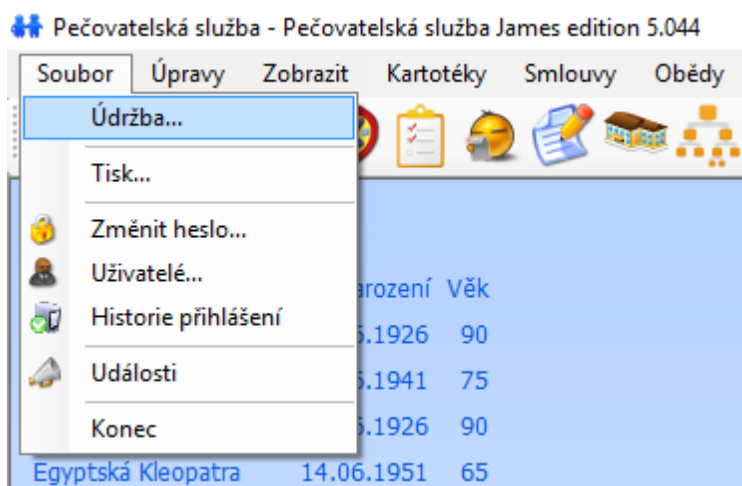 Pečovatelská služba - Pečovatelská služba James edition 5.044
Soubor Úpravy Zobrazit Kartotéky Smlouvy Obědy
Údržba...
Tisk...
Změnit heslo...
Uživatelé...
Historie přihlášení
Události
Konec
Věk
.1926 90
.1941 75
.1926 90
Egyptská Kleopatra 14.06.1951 65